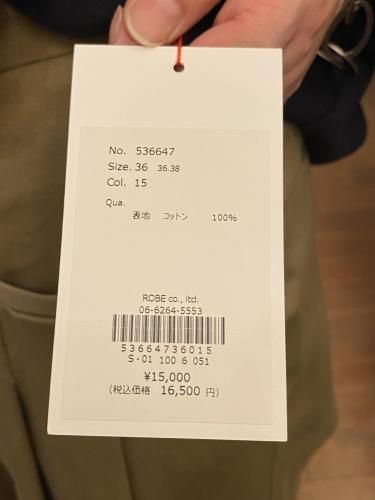 No. 536647
Size. 36 36.38
Col. 15
Qua.
表地 コットン 100%
ROBE co., ltd.
06-6264-5553
53664736015
S-01 100 6 051
¥15,000
(税込価格 16,500 円)